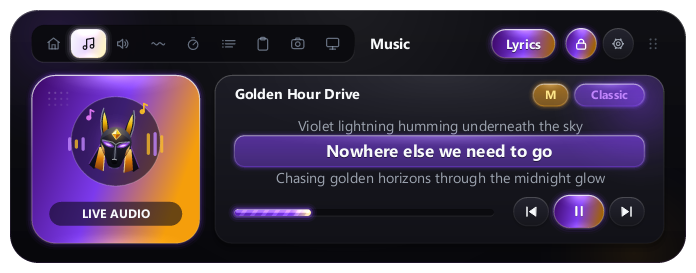 Music
Lyrics
Golden Hour Drive
M
Classic
Violet lightning humming underneath the sky
Nowhere else we need to go
Chasing golden horizons through the midnight glow
LIVE AUDIO